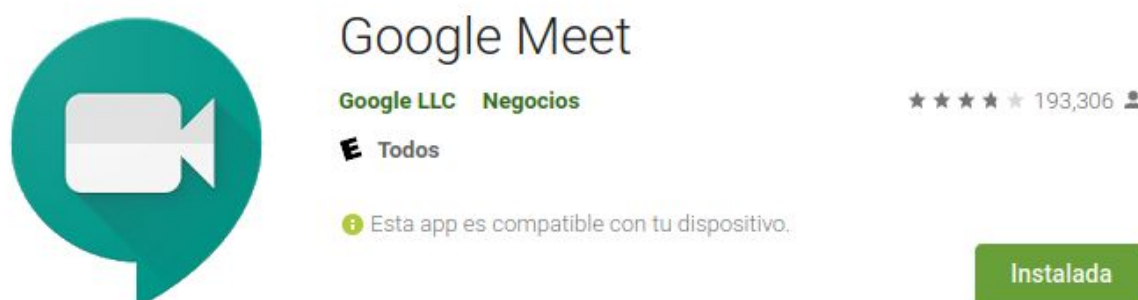 Google Meet
Google LLC Negocios
193,306
E Todos
Esta app es compatible con tu dispositivo.
Instalada